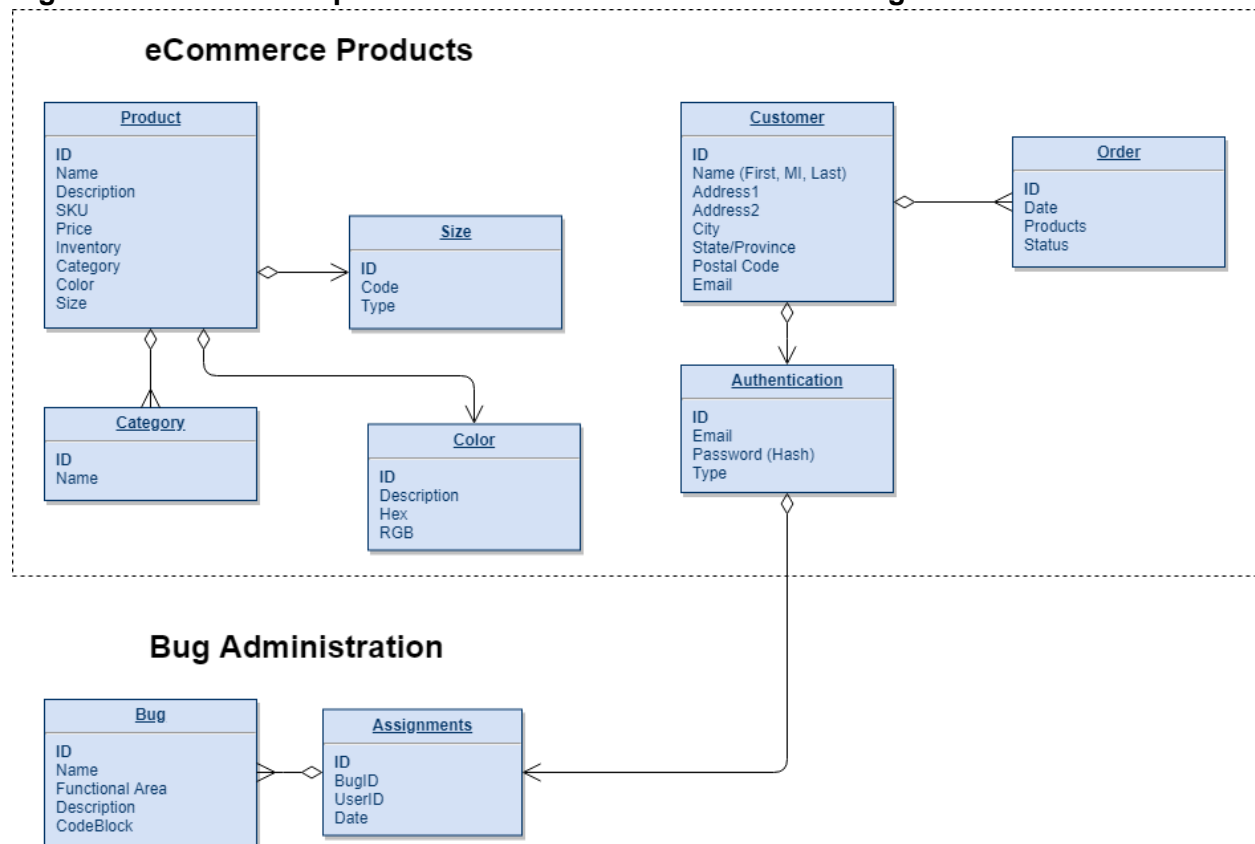 eCommerce Products
Product
ID
Name
Description
SKU
Price
Inventory
Category
Color
Size
Size
ID
Code
Type
Category
ID
Name
Color
ID
Description
Hex
RGB
Customer
ID
Name (First, MI, Last)
Address1
Address2
City
State/Province
Postal Code
Email
Order
ID
Date
Products
Status
Authentication
ID
Email
Password (Hash)
Type
Bug Administration
Bug
ID
Name
Functional Area
Description
CodeBlock
Assignments
ID
BugID
UserID
Date